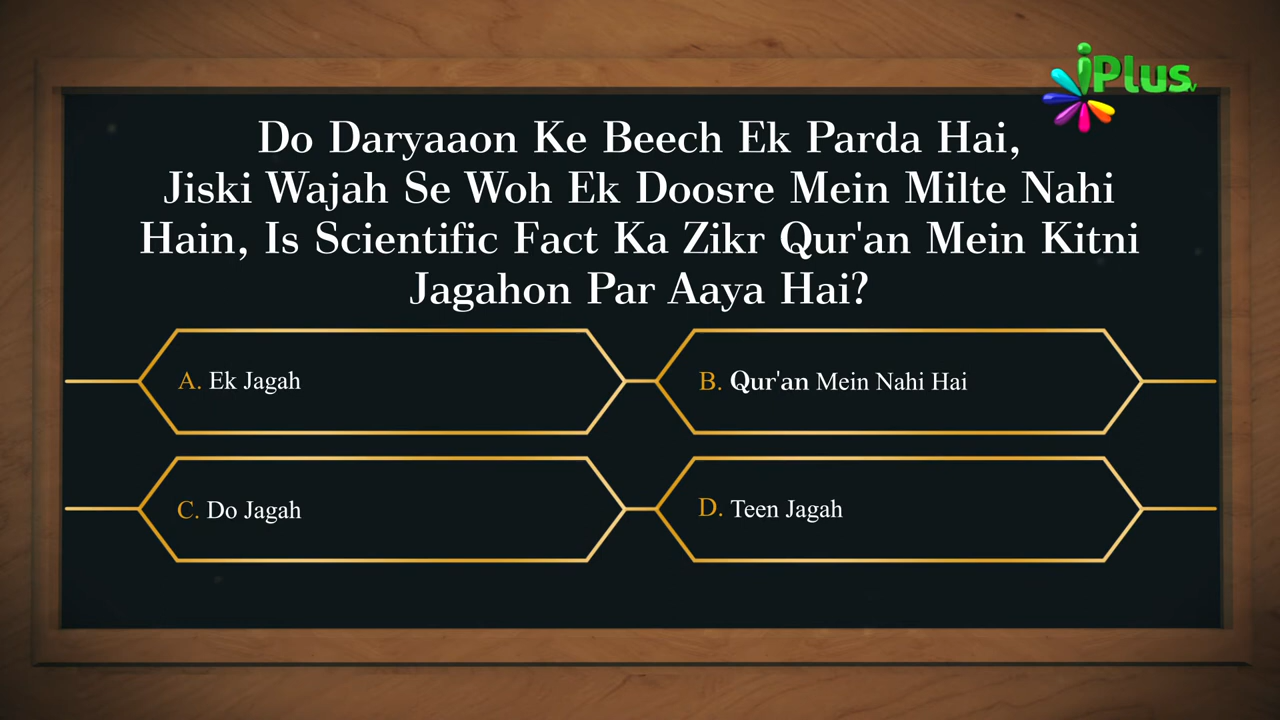 iPlus TV
Do Daryaaon Ke Beech Ek Parda Hai,
Jiski Wajah Se Woh Ek Doosre Mein Milte Nahi
Hain, Is Scientific Fact Ka Zikr Qur'an Mein Kitni
Jagahon Par Aaya Hai?
A. Ek Jagah
B. Qur'an Mein Nahi Hai
C. Do Jagah
D. Teen Jagah